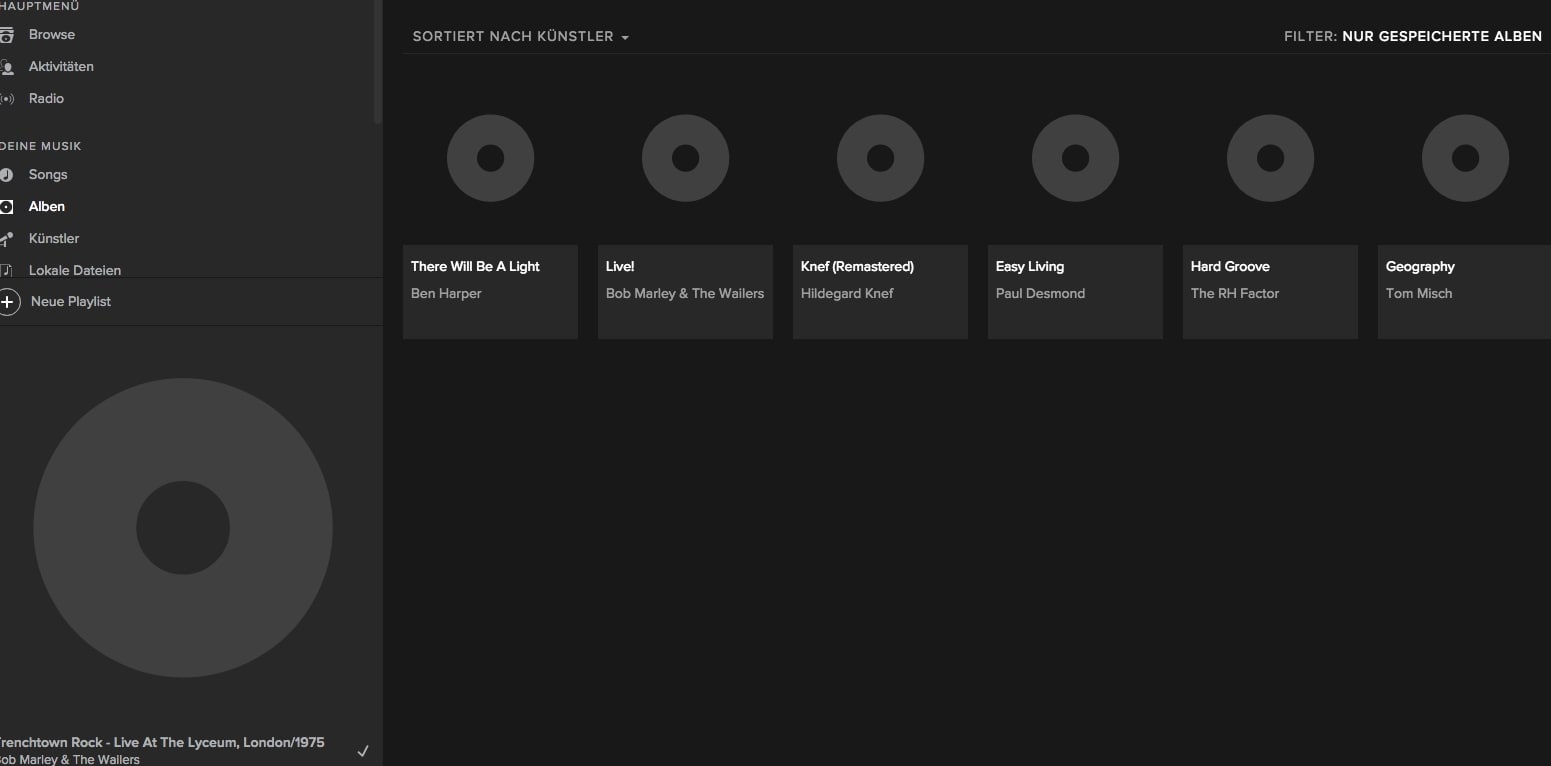 HAUPTMENÜ
Browse
Aktivitäten
Radio
DEINE MUSIK
Songs
Alben
Künstler
Lokale Dateien
Neue Playlist
renchtown Rock - Live At The Lyceum, London/1975
ob Marley & The Wailers
SORTIERT NACH KÜNSTLER
FILTER: NUR GESPEICHERTE ALBEN
There Will Be A Light
Ben Harper
Live!
Bob Marley & The Wailers
Knef (Remastered)
Hildegard Knef
Easy Living
Paul Desmond
Hard Groove
The RH Factor
Geography
Tom Misch